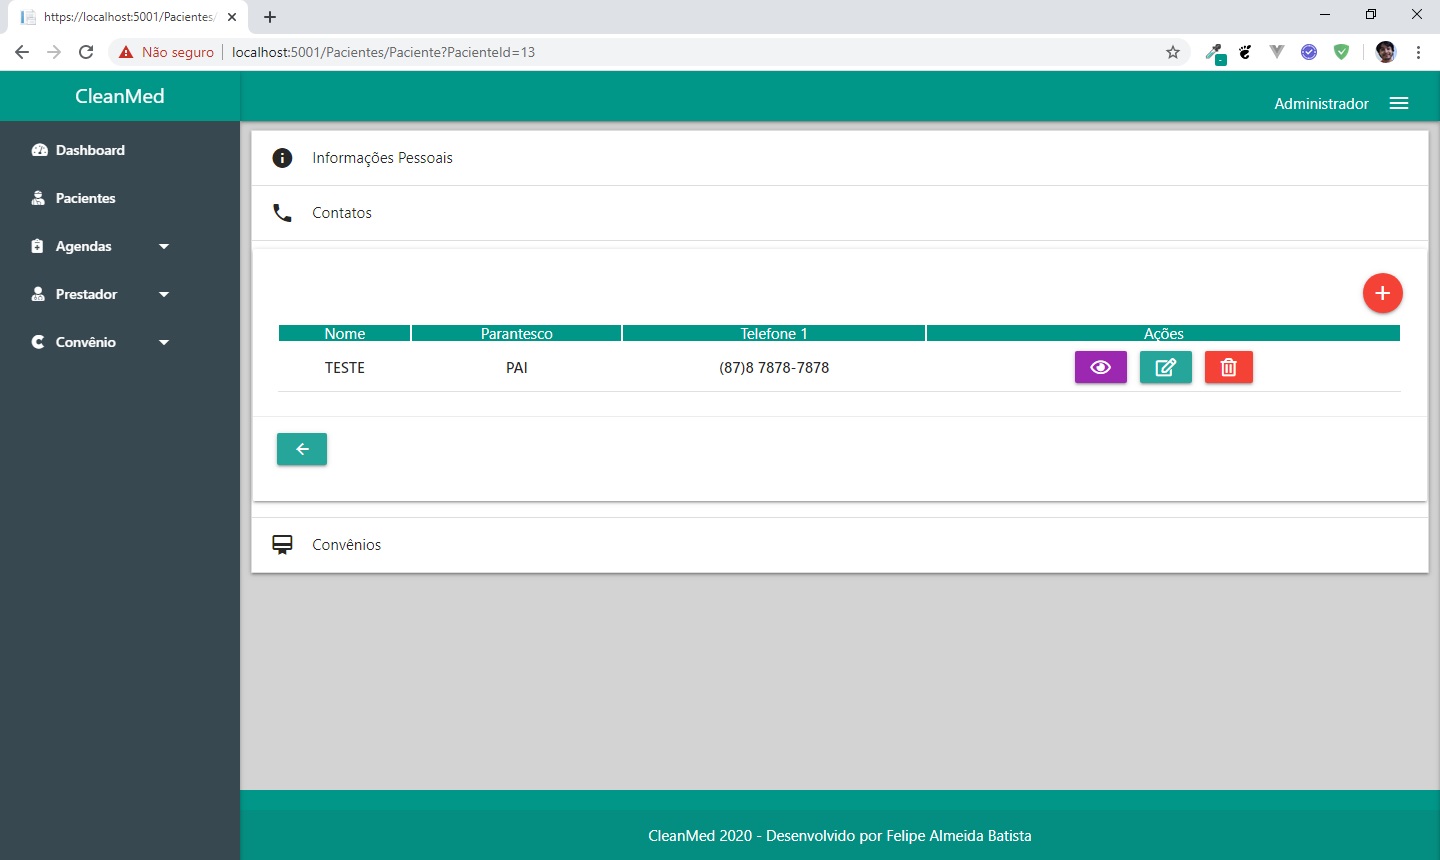 https://localhost:5001/Pacientes/
Não seguro
localhost:5001/Pacientes/Paciente?PacienteId=13
CleanMed
Administrador
Dashboard
Pacientes
Agendas
Prestador
Convênio
Informações Pessoais
Contatos
Nome Parantesco Telefone 1 Ações
TESTE PAI (87)8 7878-7878
Convênios
CleanMed 2020 - Desenvolvido por Felipe Almeida Batista